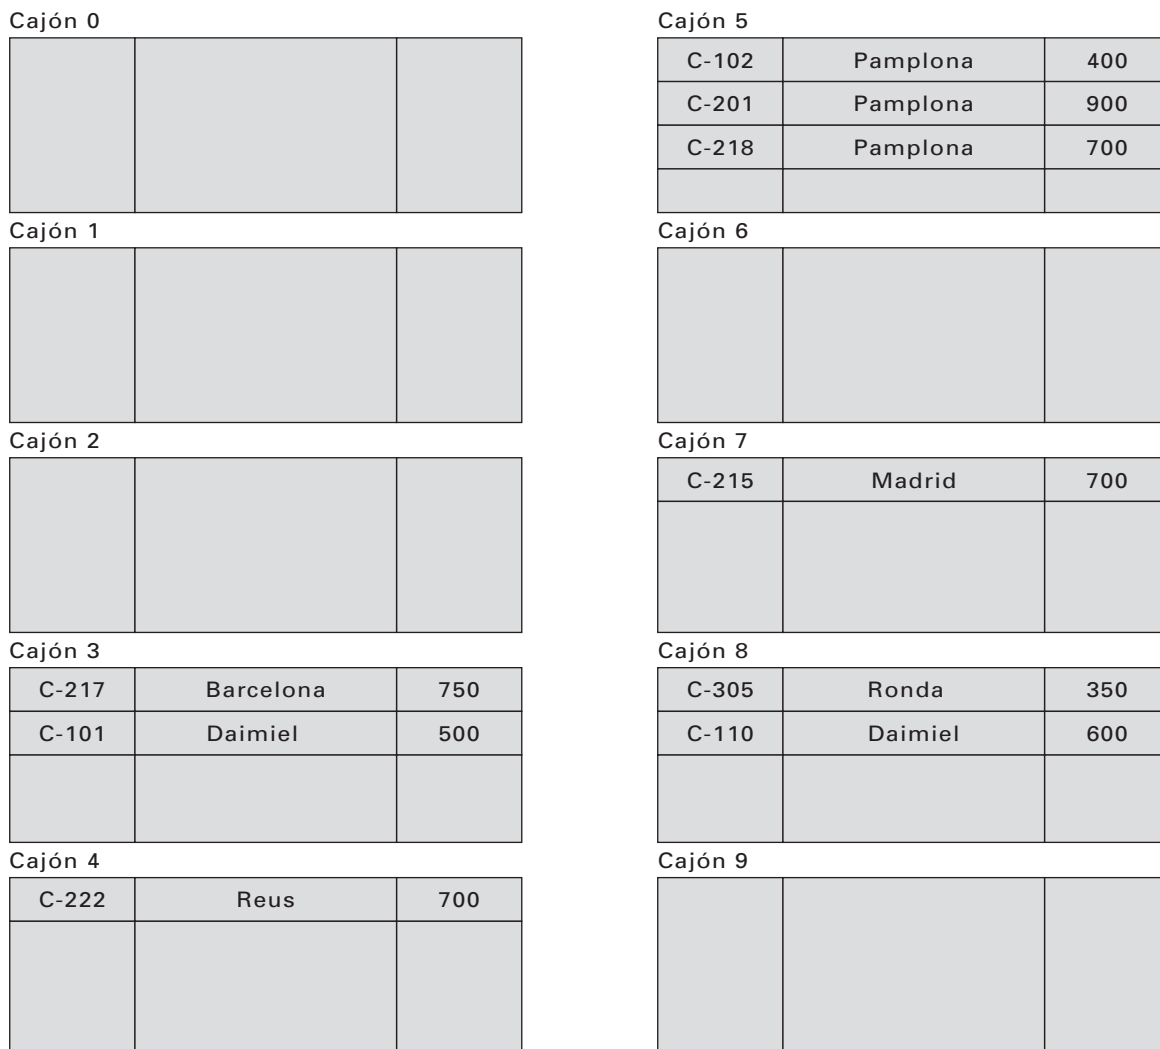 Cajón 0
Cajón 1
Cajón 2
Cajón 3
C-217 Barcelona 750
C-101 Daimiel 500
Cajón 4
C-222 Reus 700
Cajón 5
C-102 Pamplona 400
C-201 Pamplona 900
C-218 Pamplona 700
Cajón 6
Cajón 7
C-215 Madrid 700
Cajón 8
C-305 Ronda 350
C-110 Daimiel 600
Cajón 9